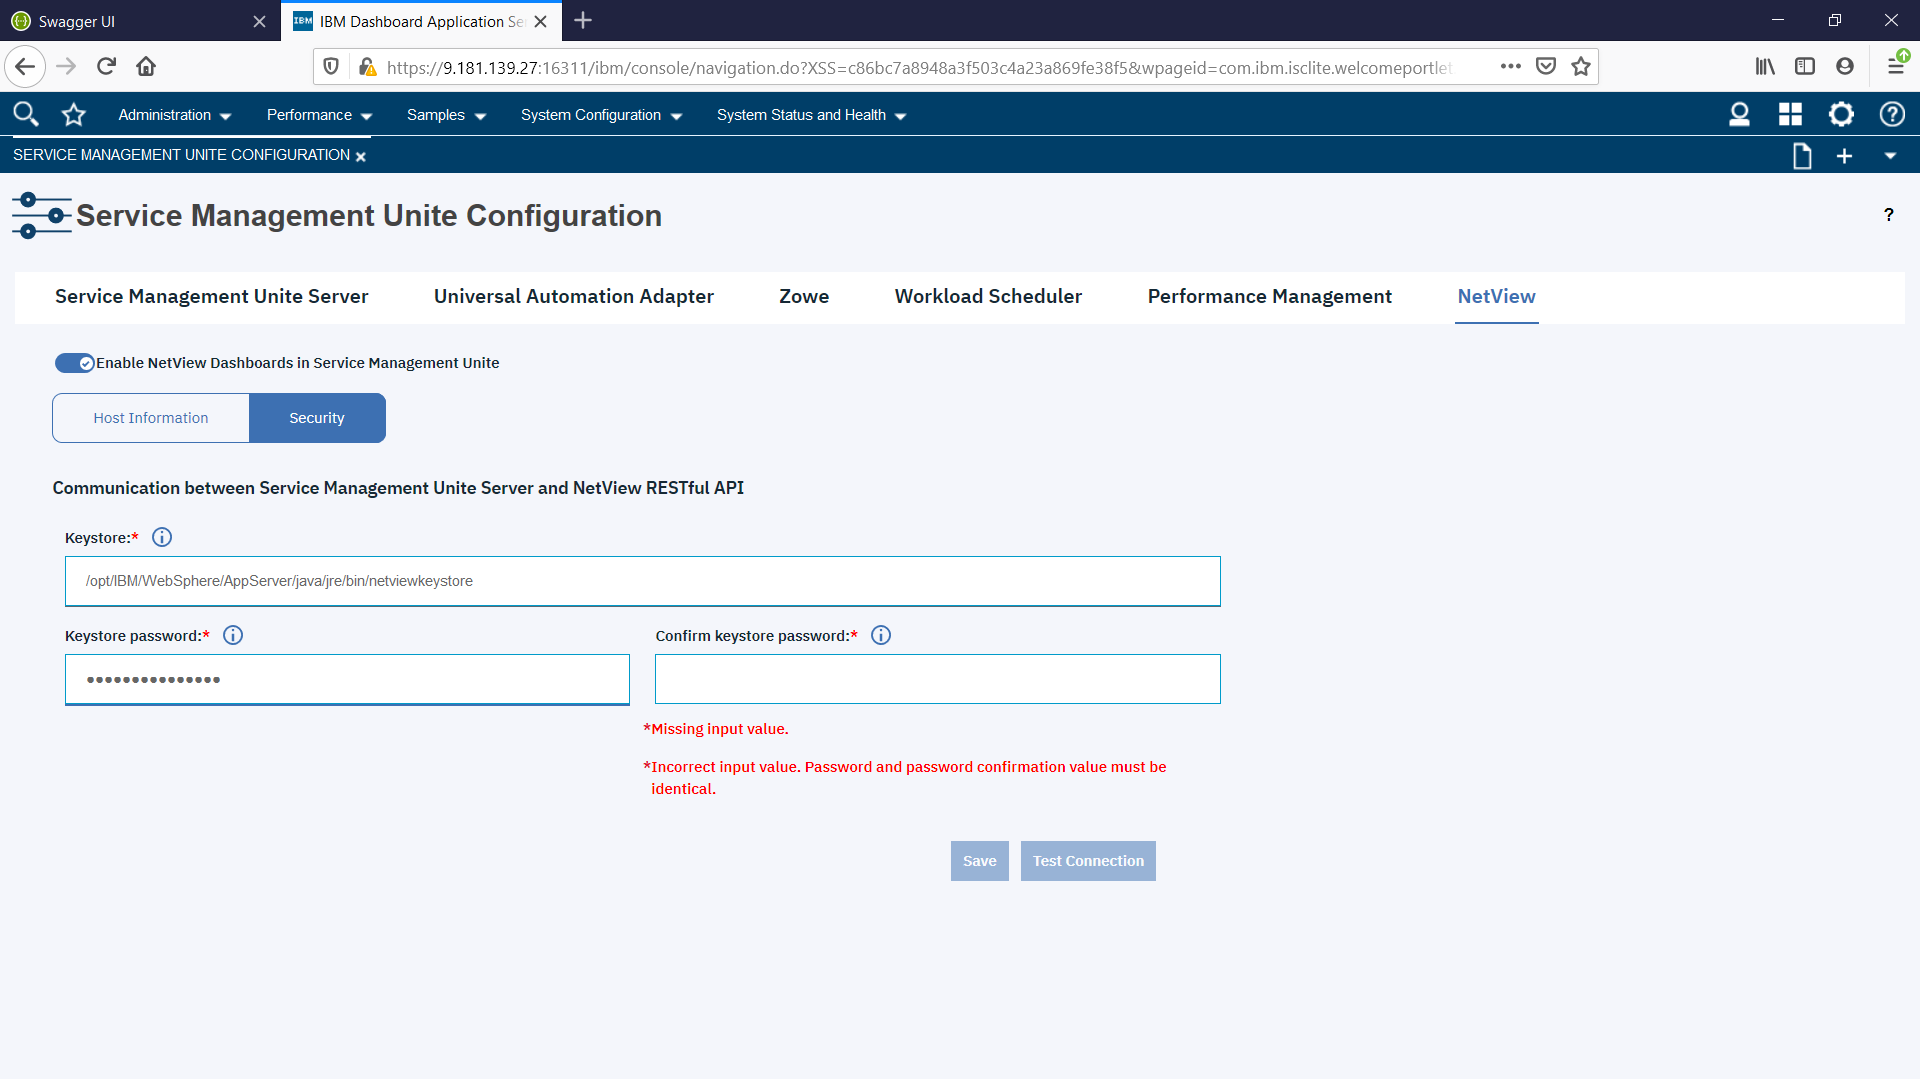 Swagger UI
IBM Dashboard Application Se
https://9.181.139.27:16311/ibm/console/navigation.do?XSS=c86bc7a8948a3f503c4a23a869fe38f5&wpageid=com.ibm.isclite.welcomeportlet
Administration Performance Samples System Configuration System Status and Health
SERVICE MANAGEMENT UNITE CONFIGURATION
Service Management Unite Configuration
?
Service Management Unite Server Universal Automation Adapter Zowe Workload Scheduler Performance Management NetView
Enable NetView Dashboards in Service Management Unite
Host Information Security
Communication between Service Management Unite Server and NetView RESTful API
Keystore:*
/opt/IBM/WebSphere/AppServer/java/jre/bin/netviewkeystore
Keystore password:* Confirm keystore password:*
•••••••••••••••
*Missing input value.
*Incorrect input value. Password and password confirmation value must be
identical.
Save Test Connection